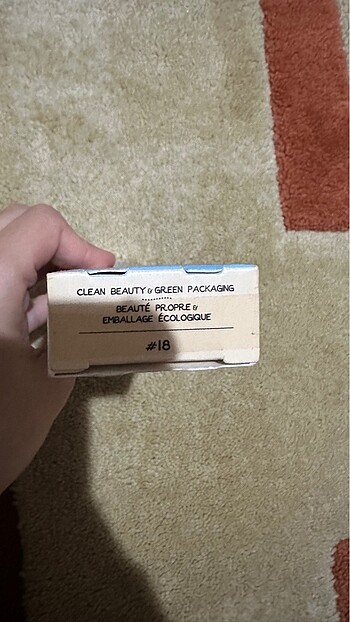 CLEAN BEAUTY & GREEN PACKAGING
BEAUTÉ PROPRE &
EMBALLAGE ÉCOLOGIQUE
#18